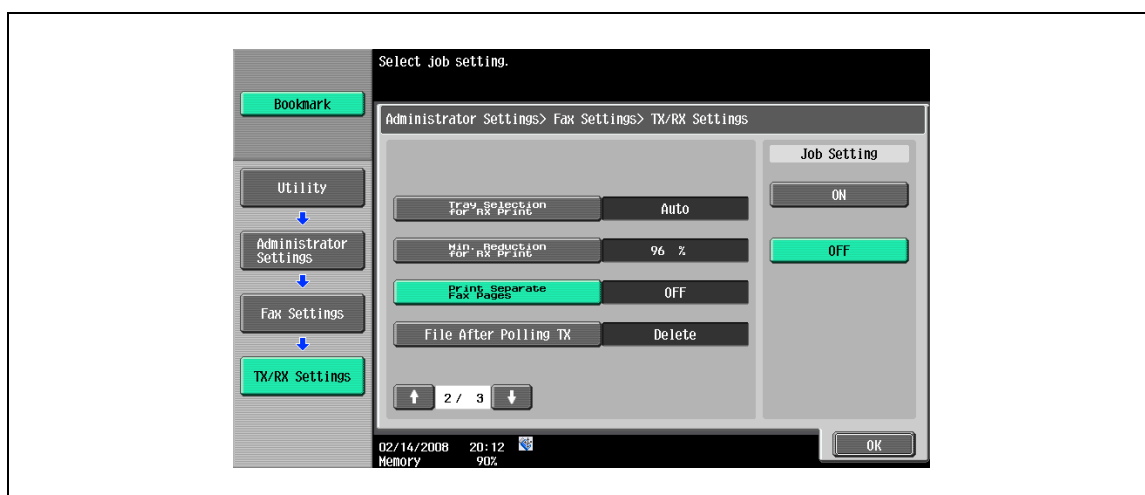 Select job setting.
Bookmark
Administrator Settings> Fax Settings> TX/RX Settings
Job Setting
Utility
ON
Tray Selection
for RX Print
Auto
Administrator
Settings
Min. Reduction
for RX Print
96 %
OFF
Print Separate
Fax Pages
OFF
Fax Settings
File After Polling TX
Delete
TX/RX Settings
2/ 3
02/14/2008 20:12
Memory 90%
OK